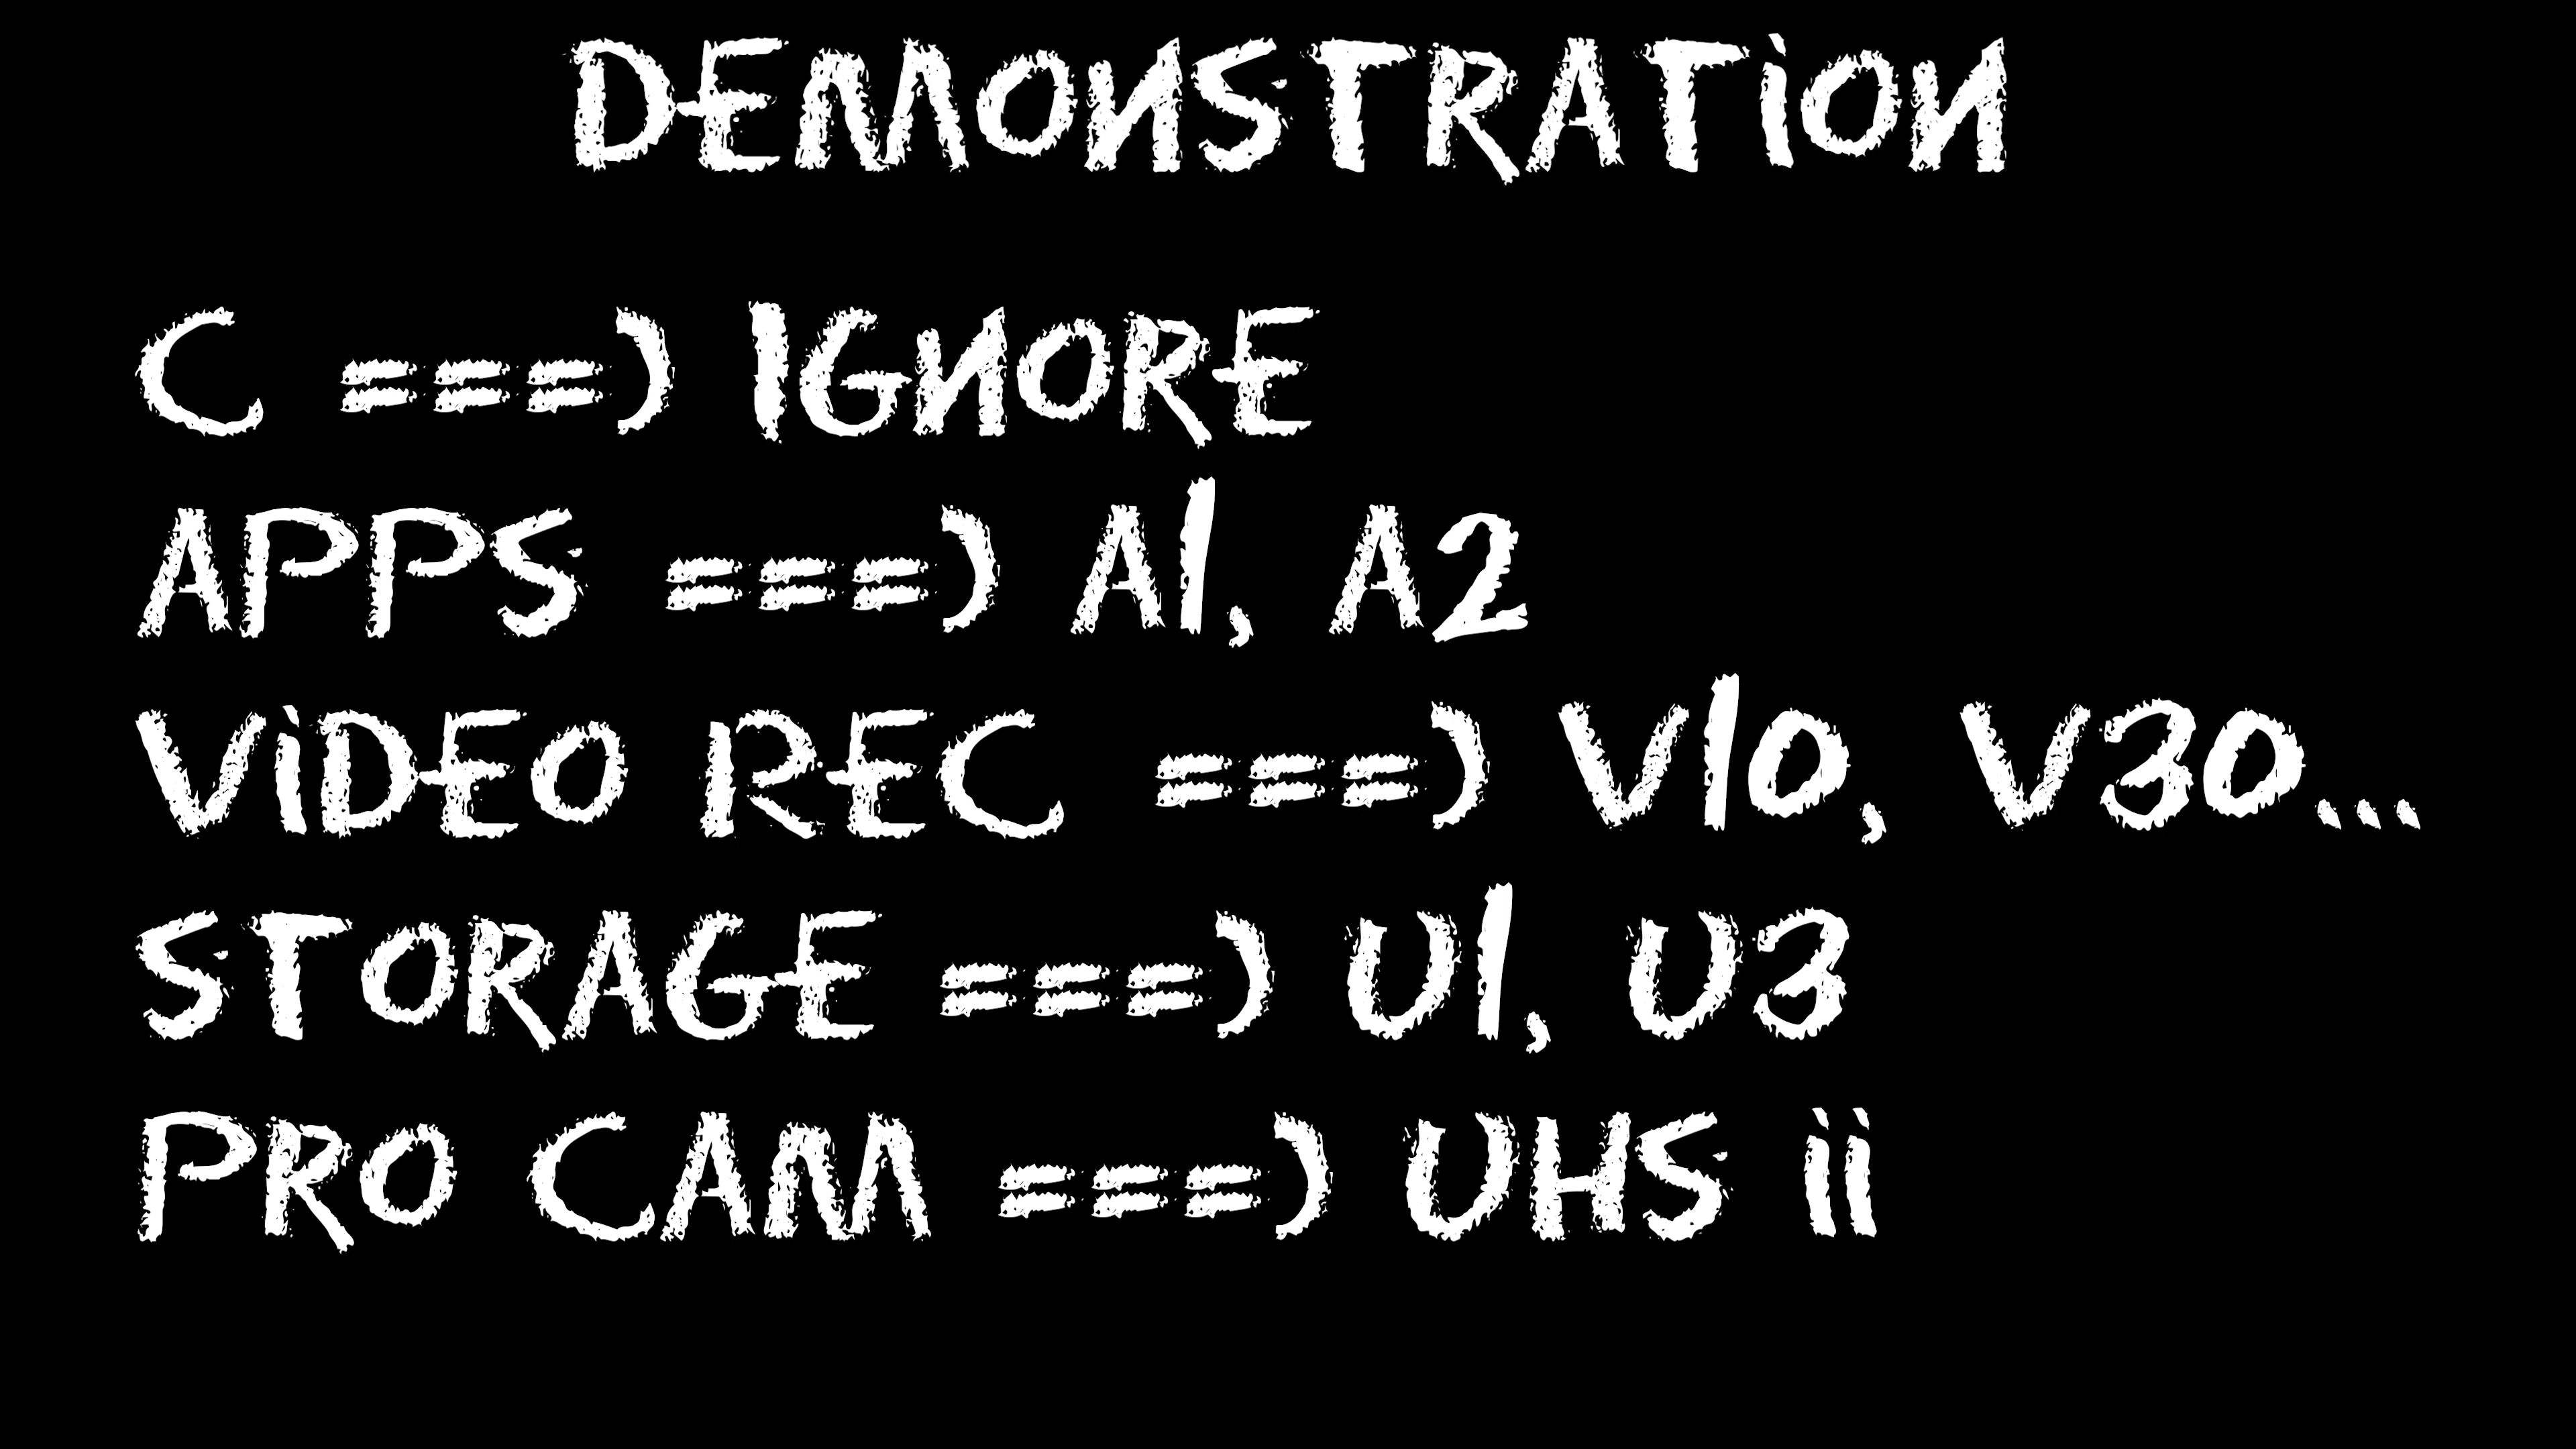 DEMONSTRATION
C ===) IGNORE
APPS ===) A1, A2
VIDEO REC ===) V10, V30...
STORAGE ===) U1, U3
PRO CAM ===) UHS ii